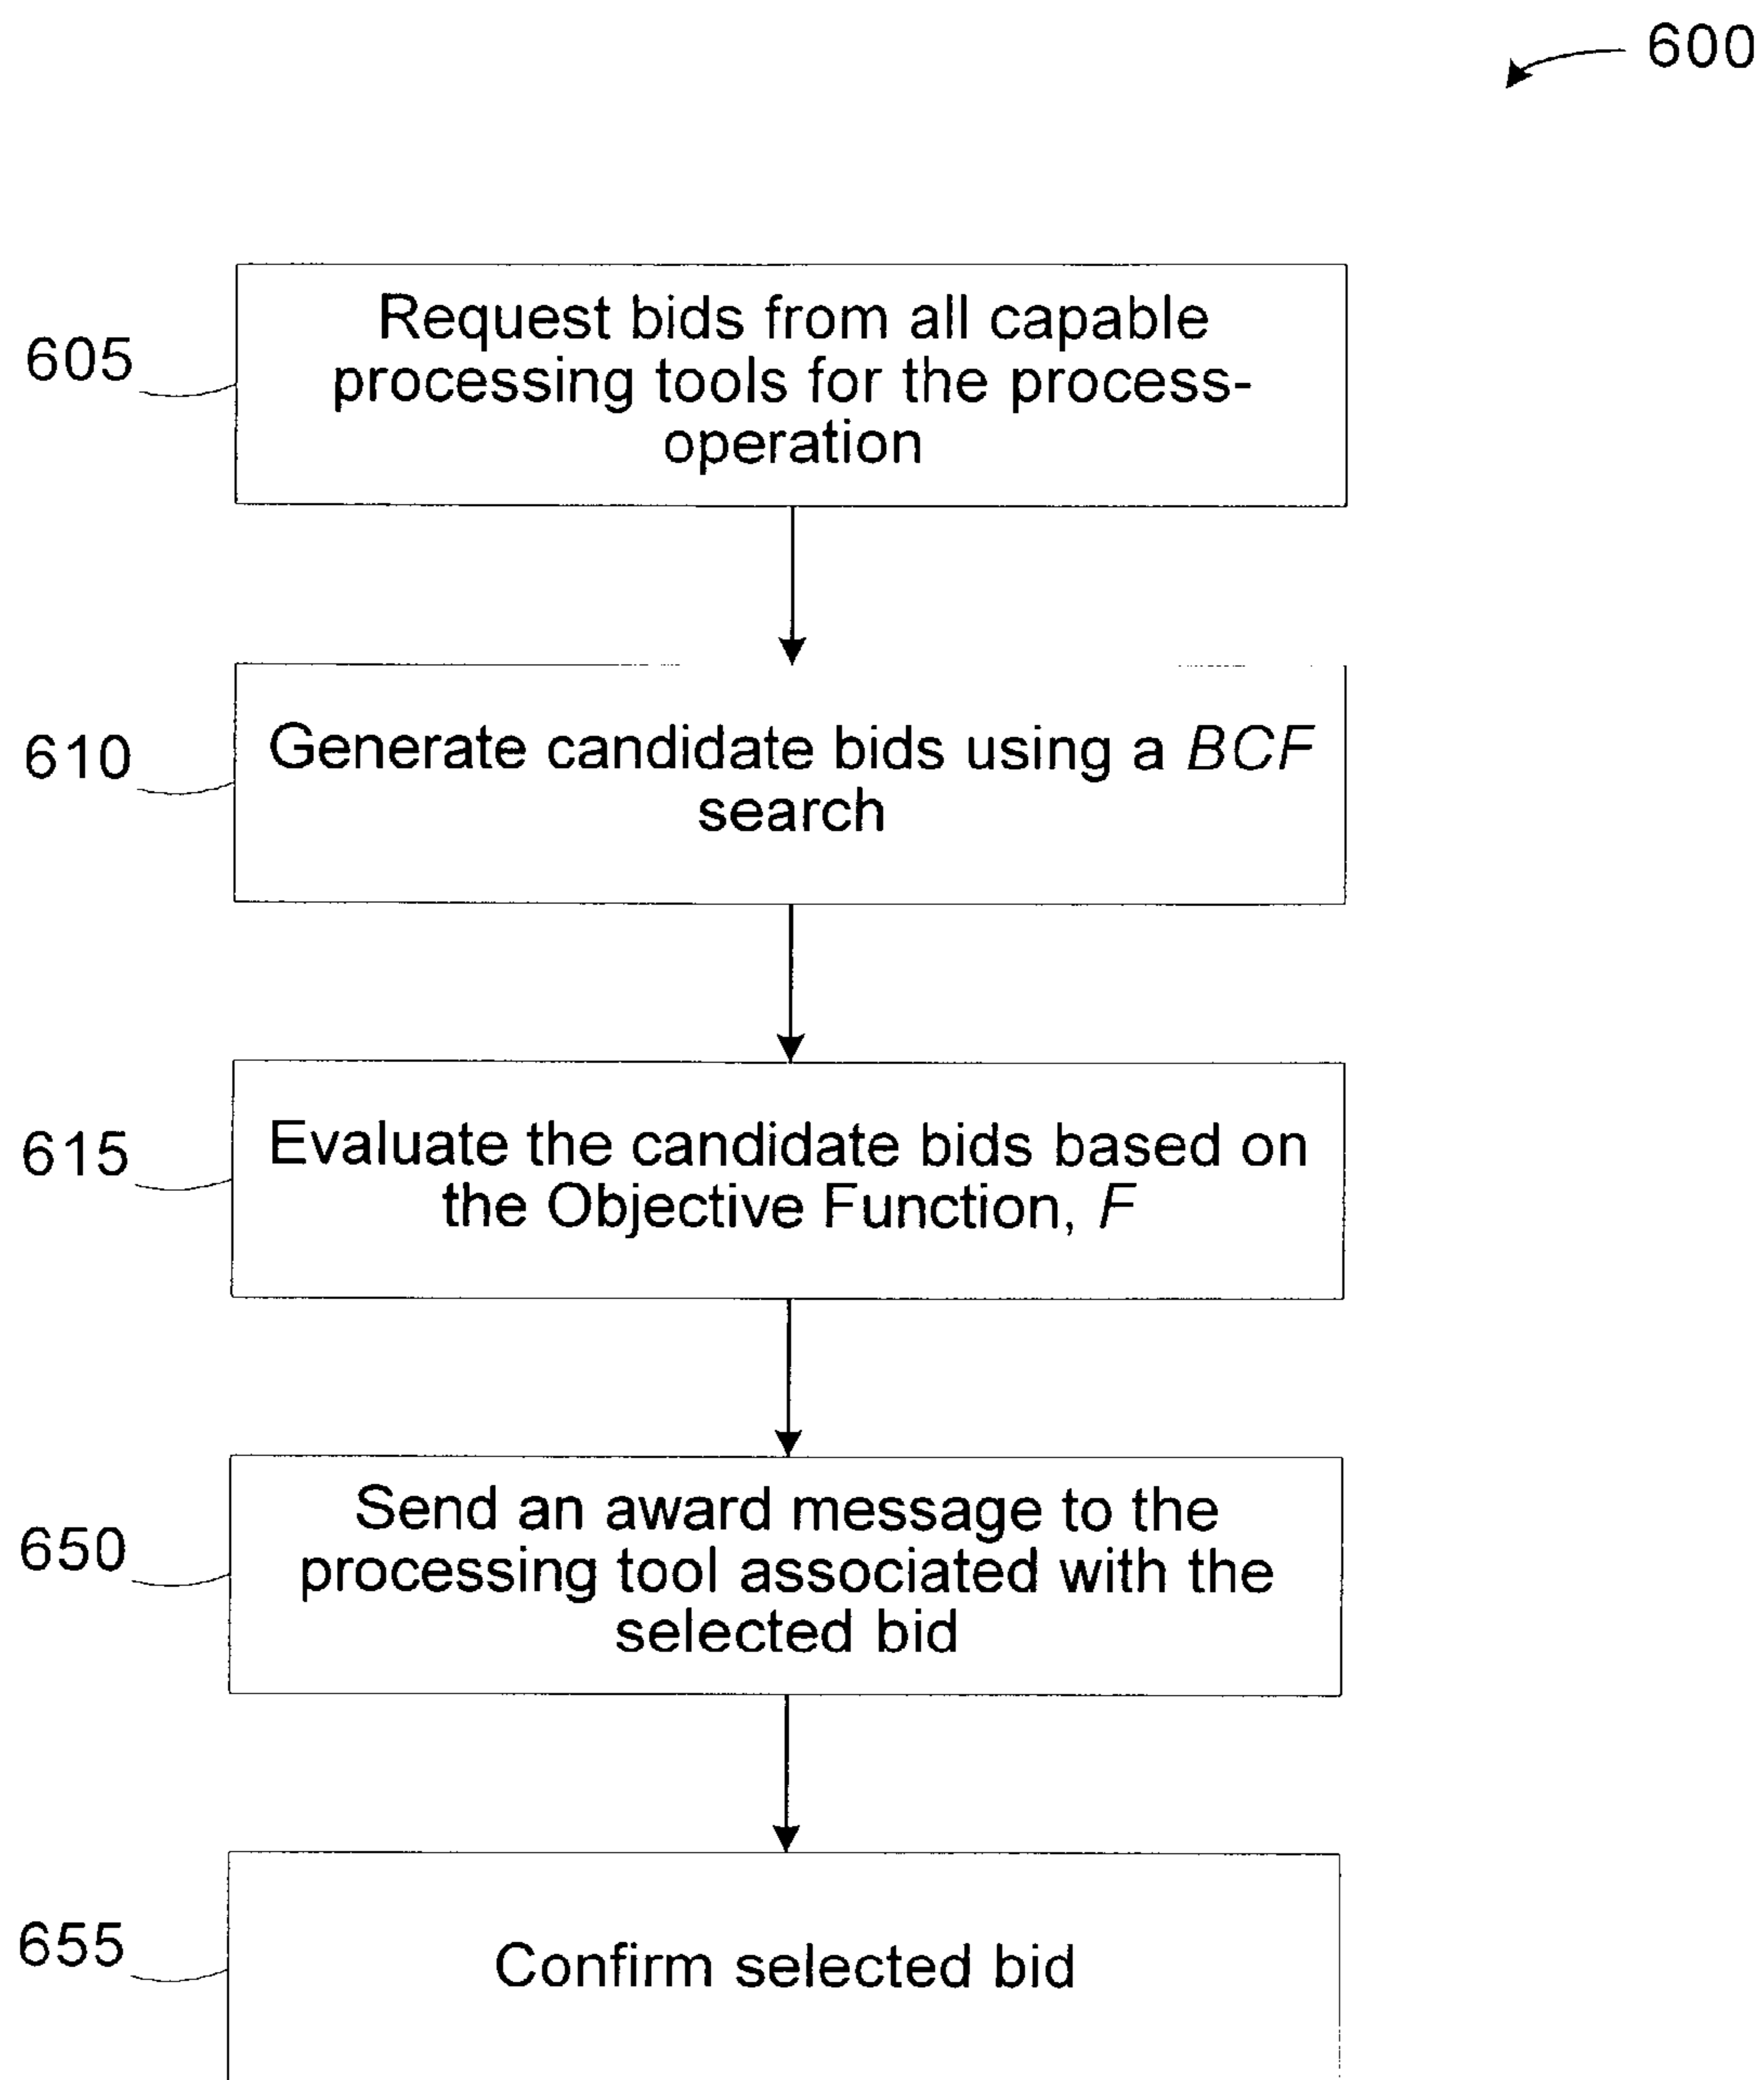 600
605
Request bids from all capable
processing tools for the process-
operation
610
Generate candidate bids using a BCF
search
615
Evaluate the candidate bids based on
the Objective Function, F
650
Send an award message to the
processing tool associated with the
selected bid
655
Confirm selected bid